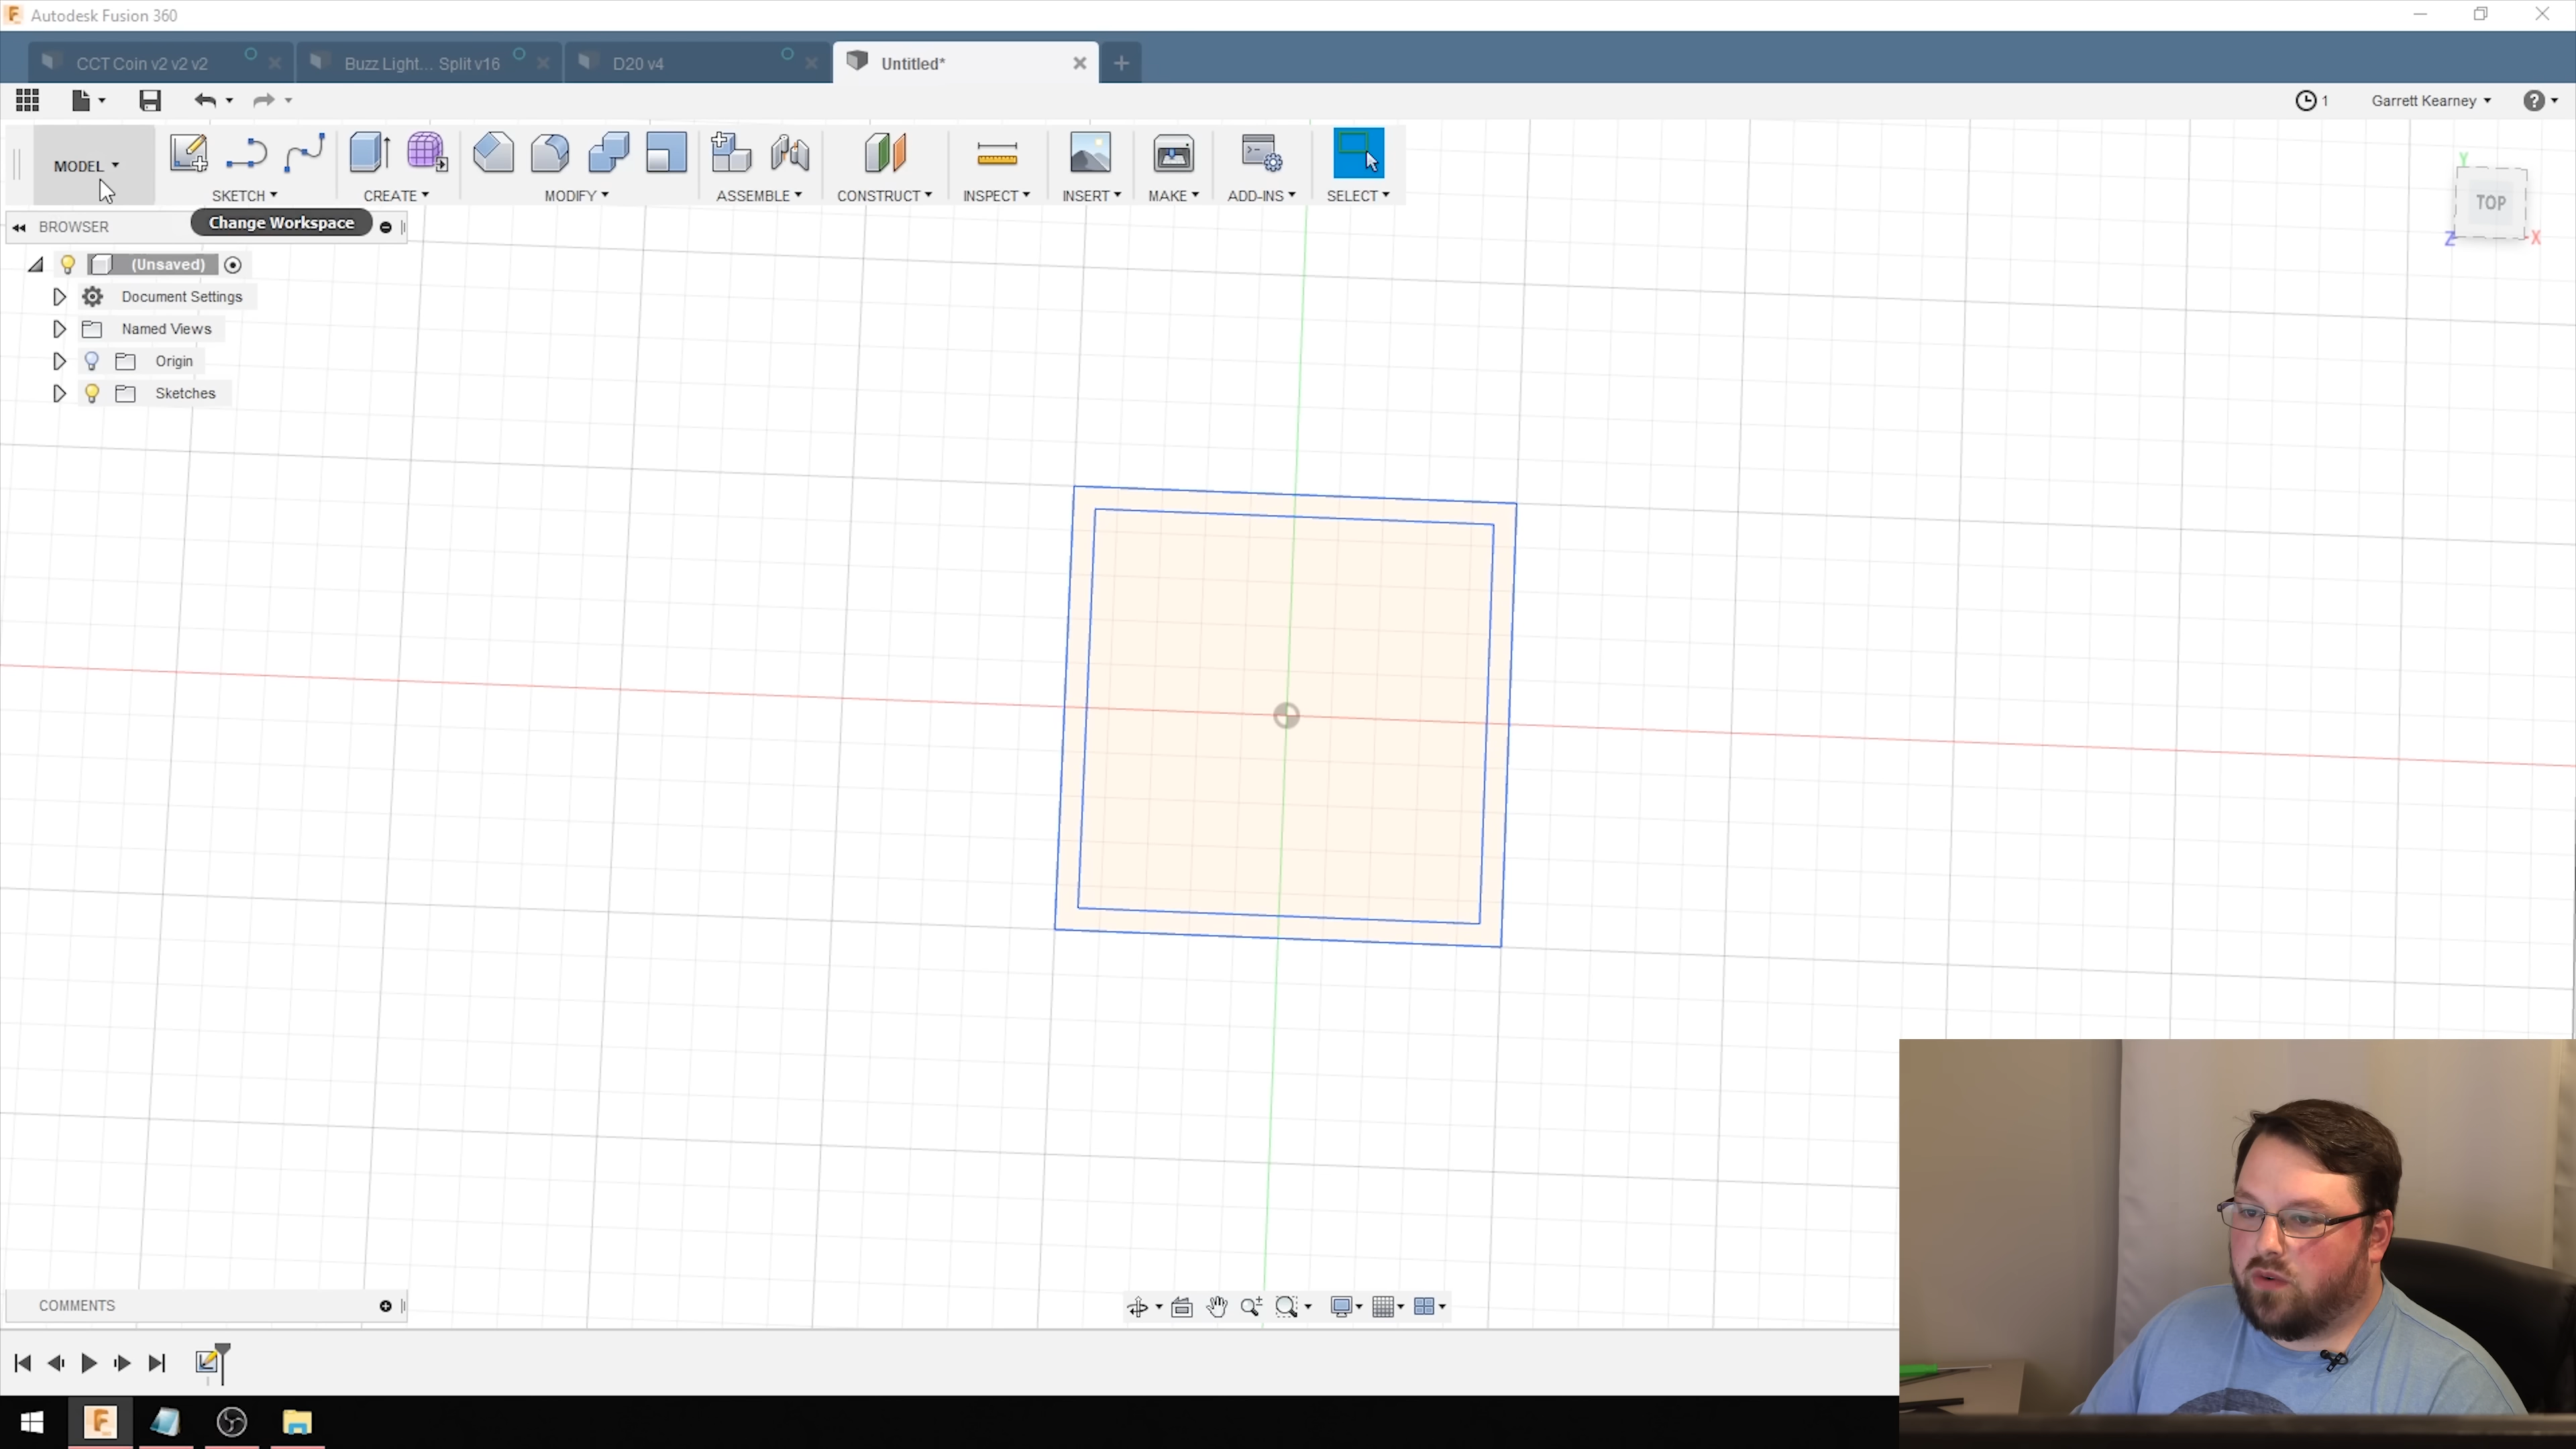 Autodesk Fusion 360
CCT Coin v2 v2 v2
Buzz Light... Split v16
D20 v4
Untitled*
1
Garrett Kearney
MODEL
SKETCH
CREATE
MODIFY
ASSEMBLE
CONSTRUCT
INSPECT
INSERT
MAKE
ADD-INS
SELECT
Y
TOP
Z
X
BROWSER
Change Workspace
(Unsaved)
Document Settings
Named Views
Origin
Sketches
COMMENTS